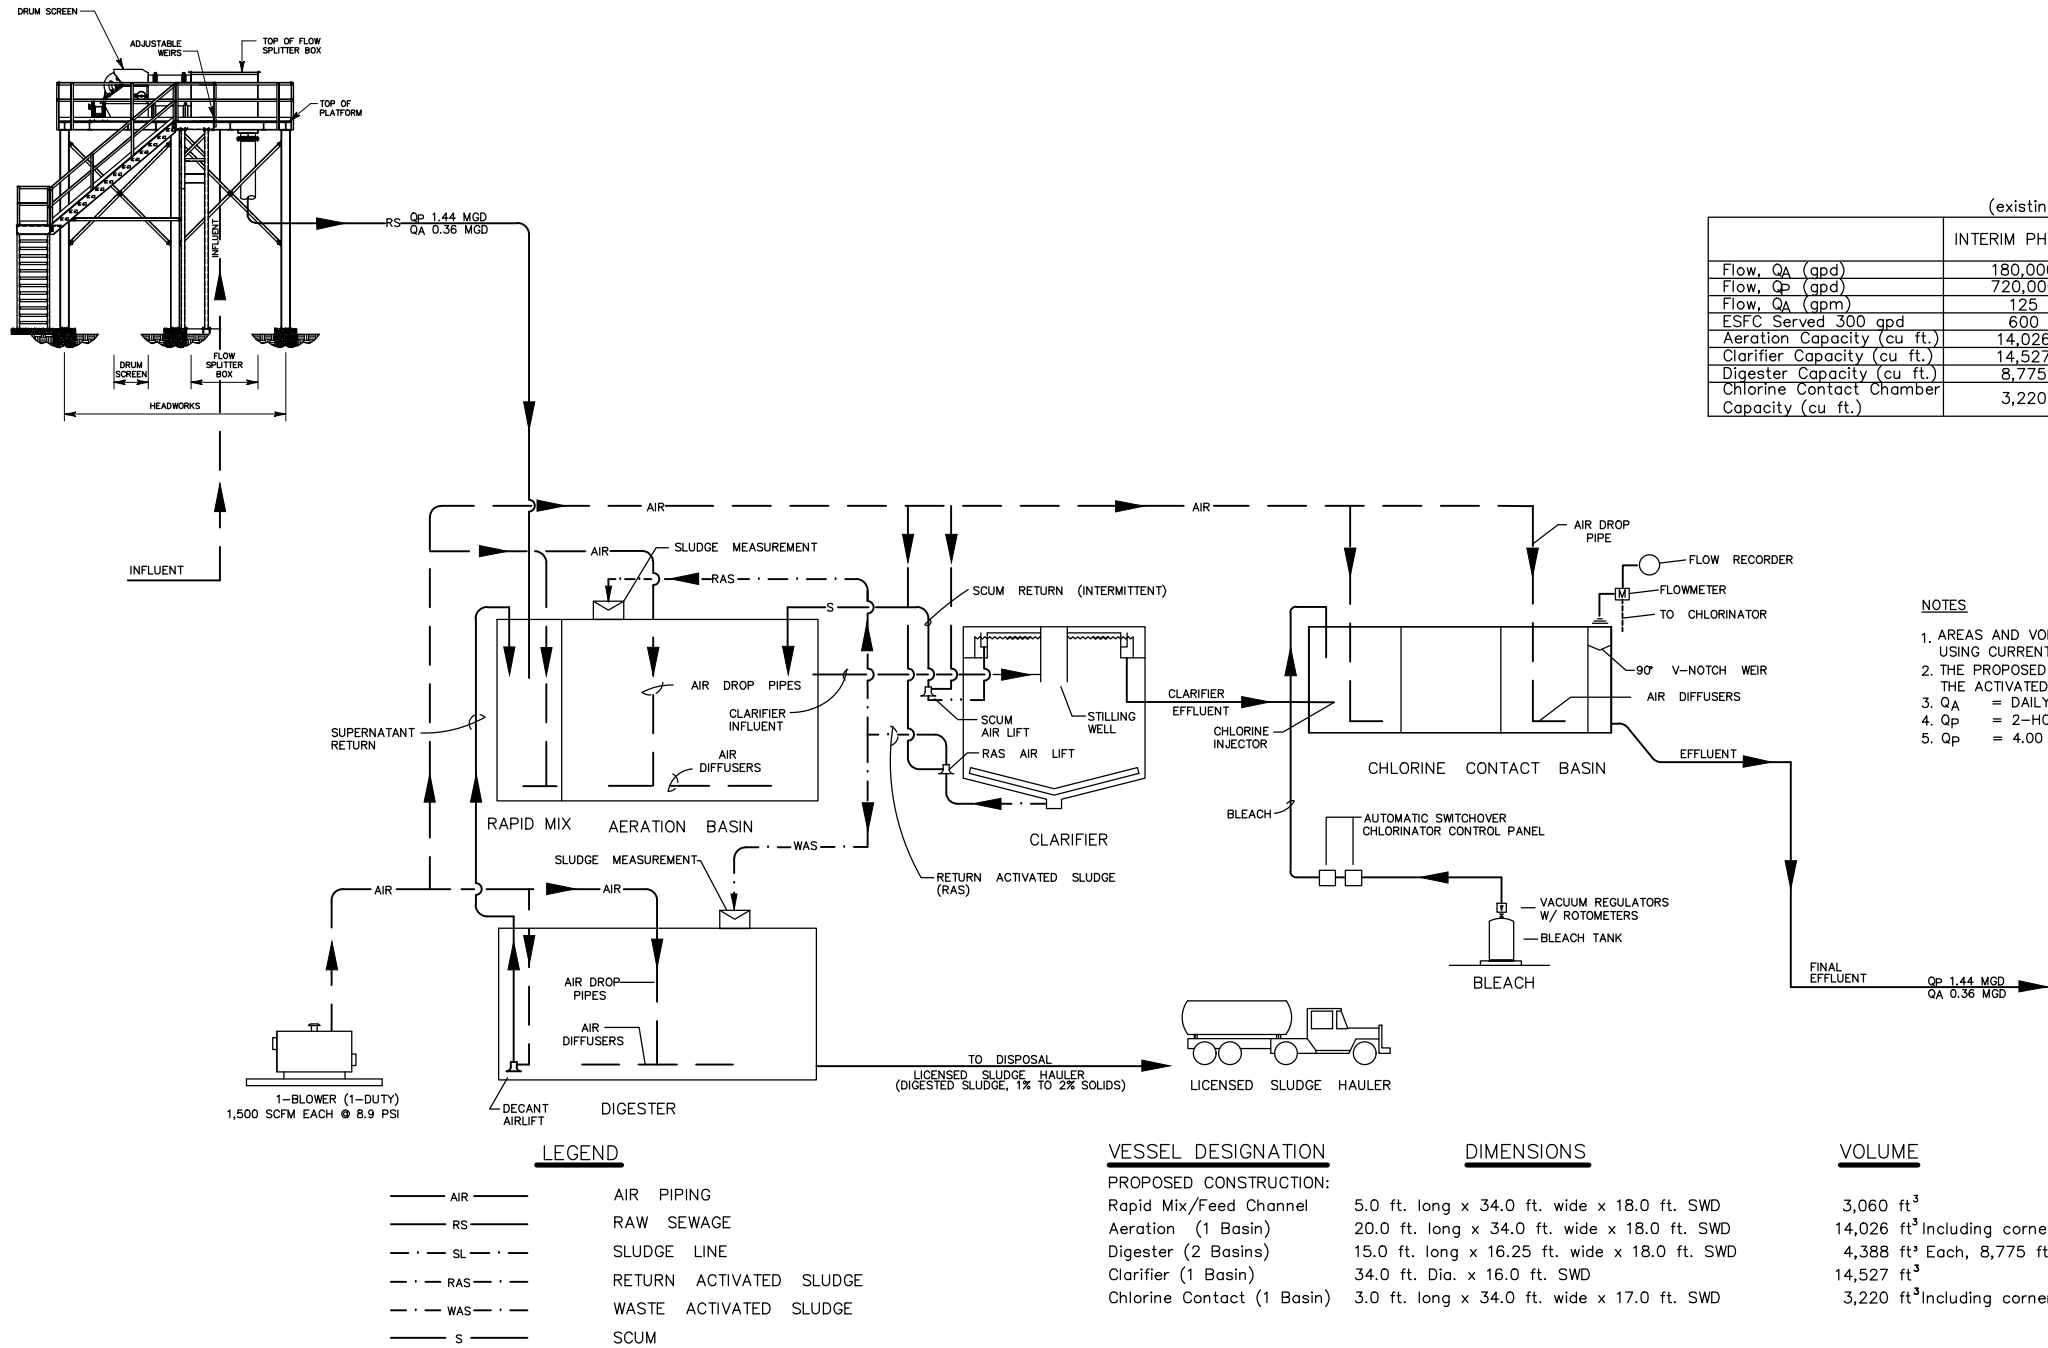 DRUM SCREEN
ADJUSTABLE
WEIRS
TOP OF FLOW
SPLITTER BOX
TOP OF
PLATFORM
INFLUENT
RS
QP 1.44 MGD
QA 0.36 MGD
DRUM
SCREEN
FLOW
SPLITTER
BOX
HEADWORKS
INFLUENT
(existin
INTERIM PH
Flow, QA (gpd) 180,00
Flow, QP (gpd) 720,00
Flow, QA (gpm) 125
ESFC Served 300 gpd 600
Aeration Capacity (cu ft.) 14,026
Clarifier Capacity (cu ft.) 14,527
Digester Capacity (cu ft.) 8,775
Chlorine Contact Chamber
Capacity (cu ft.) 3,220
AIR
AIR
AIR
SLUDGE MEASUREMENT
RAS
S
SCUM RETURN (INTERMITTENT)
AIR DROP
PIPE
FLOW RECORDER
M
FLOWMETER
TO CHLORINATOR
90° V-NOTCH WEIR
AIR DIFFUSERS
NOTES
1. AREAS AND VO
USING CURRENT
2. THE PROPOSED
THE ACTIVATED
3. QA = DAILY
4. QP = 2-HO
5. QP = 4.00
SUPERNATANT
RETURN
AIR DROP PIPES
CLARIFIER
INFLUENT
AIR
DIFFUSERS
SCUM
AIR LIFT
STILLING
WELL
RAS AIR LIFT
CLARIFIER
EFFLUENT
CHLORINE
INJECTOR
CHLORINE CONTACT BASIN
EFFLUENT
RAPID MIX
AERATION BASIN
CLARIFIER
BLEACH
AUTOMATIC SWITCHOVER
CHLORINATOR CONTROL PANEL
SLUDGE MEASUREMENT
WAS
RETURN ACTIVATED SLUDGE
(RAS)
AIR
AIR
VACUUM REGULATORS
W/ ROTOMETERS
BLEACH TANK
BLEACH
FINAL
EFFLUENT
QP 1.44 MGD
QA 0.36 MGD
AIR DROP
PIPES
AIR
DIFFUSERS
TO DISPOSAL
LICENSED SLUDGE HAULER
(DIGESTED SLUDGE, 1% TO 2% SOLIDS)
LICENSED SLUDGE HAULER
1-BLOWER (1-DUTY)
1,500 SCFM EACH @ 8.9 PSI
DECANT
AIRLIFT
DIGESTER
LEGEND
AIR AIR PIPING
RS RAW SEWAGE
SL SLUDGE LINE
RAS RETURN ACTIVATED SLUDGE
WAS WASTE ACTIVATED SLUDGE
S SCUM
VESSEL DESIGNATION DIMENSIONS VOLUME
PROPOSED CONSTRUCTION:
Rapid Mix/Feed Channel 5.0 ft. long x 34.0 ft. wide x 18.0 ft. SWD 3,060 ft³
Aeration (1 Basin) 20.0 ft. long x 34.0 ft. wide x 18.0 ft. SWD 14,026 ft³ Including corne
Digester (2 Basins) 15.0 ft. long x 16.25 ft. wide x 18.0 ft. SWD 4,388 ft³ Each, 8,775 ft
Clarifier (1 Basin) 34.0 ft. Dia. x 16.0 ft. SWD 14,527 ft³
Chlorine Contact (1 Basin) 3.0 ft. long x 34.0 ft. wide x 17.0 ft. SWD 3,220 ft³ Including corne